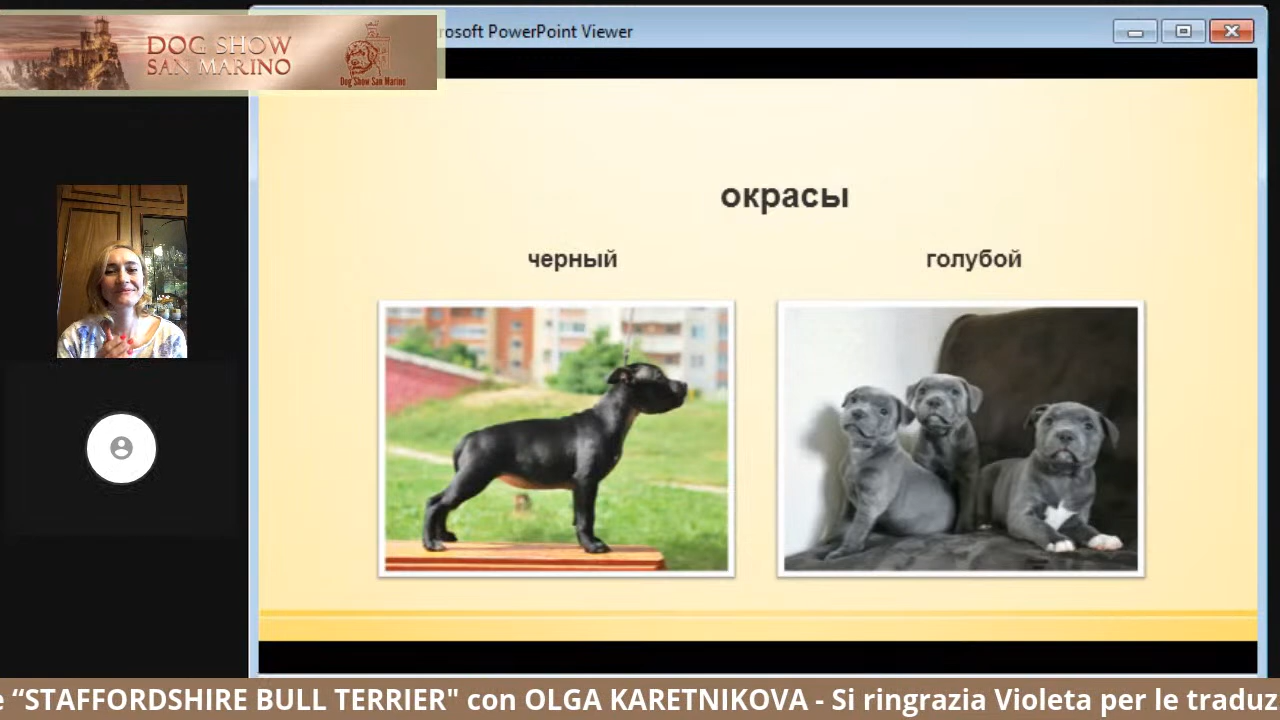 DOG SHOW
SAN MARINO
Dog Show San Marino
rosoft PowerPoint Viewer
окрасы
черный
голубой
e “STAFFORDSHIRE BULL TERRIER" con OLGA KARETNIKOVA - Si ringrazia Violeta per le traduz